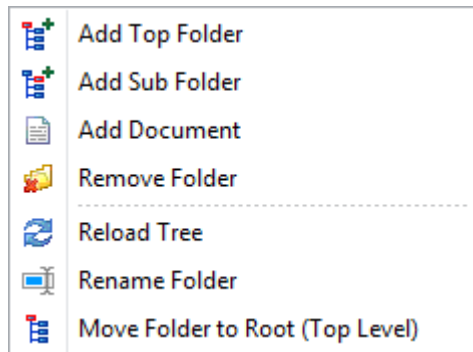 Add Top Folder
Add Sub Folder
Add Document
Remove Folder
Reload Tree
Rename Folder
Move Folder to Root (Top Level)